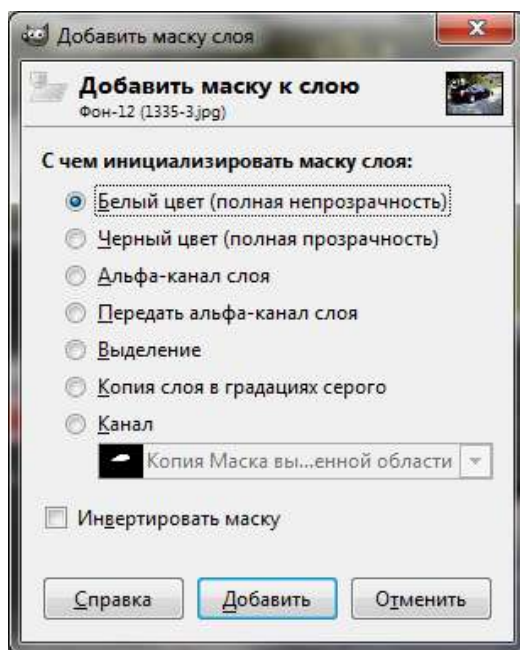 Добавить маску слоя
Добавить маску к слою
Фон-12 (1335-3.jpg)
С чем инициализировать маску слоя:
Белый цвет (полная непрозрачность)
Черный цвет (полная прозрачность)
Альфа-канал слоя
Передать альфа-канал слоя
Выделение
Копия слоя в градациях серого
Канал
Копия Маска вы...енной области
Инвертировать маску
Справка Добавить Отменить